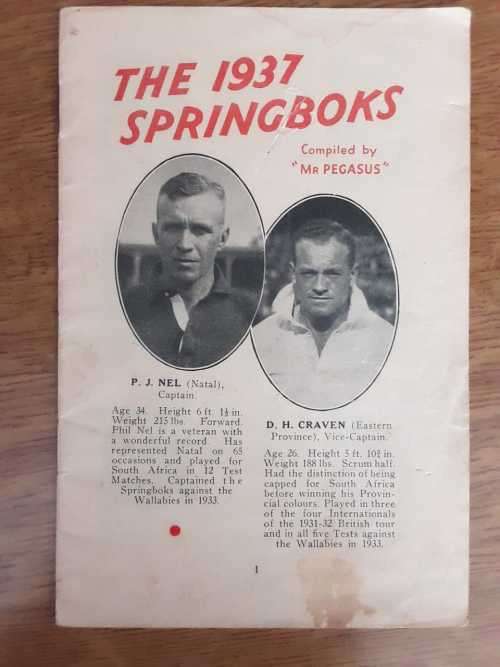 THE 1937
SPRINGBOKS
Compiled by
"MR PEGASUS"
P. J. NEL (Natal),
Captain.
Age 34. Height 6 ft. 1½ in.
Weight 215 lbs. Forward.
Phil Nel is a veteran with
a wonderful record. Has
represented Natal on 65
occasions and played for
South Africa in 12 Test
Matches. Captained the
Springboks against the
Wallabies in 1933.
D. H. CRAVEN (Eastern
Province), Vice-Captain.
Age 26. Height 5 ft. 10½ in.
Weight 188 lbs. Scrum half.
Had the distinction of being
capped for South Africa
before winning his Provin-
cial colours. Played in three
of the four Internationals
of the 1931-32 British tour
and in all five Tests against
the Wallabies in 1933.
1